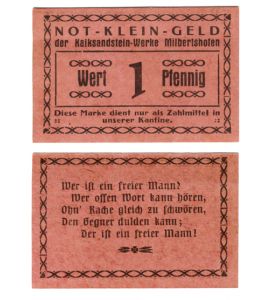 NOT-KLEIN-GELD
der Kalksandstein-Werke Milbertshofen
Wert 1 Pfennig
Diese Marke dient nur als Zahlmittel in
:: unserer Kantine. ::
Wer ist ein freier Mann?
Wer offen Wort kann hören,
Ohn' Rache gleich zu schwören,
Den Gegner dulden kann;
Der ist ein freier Mann!